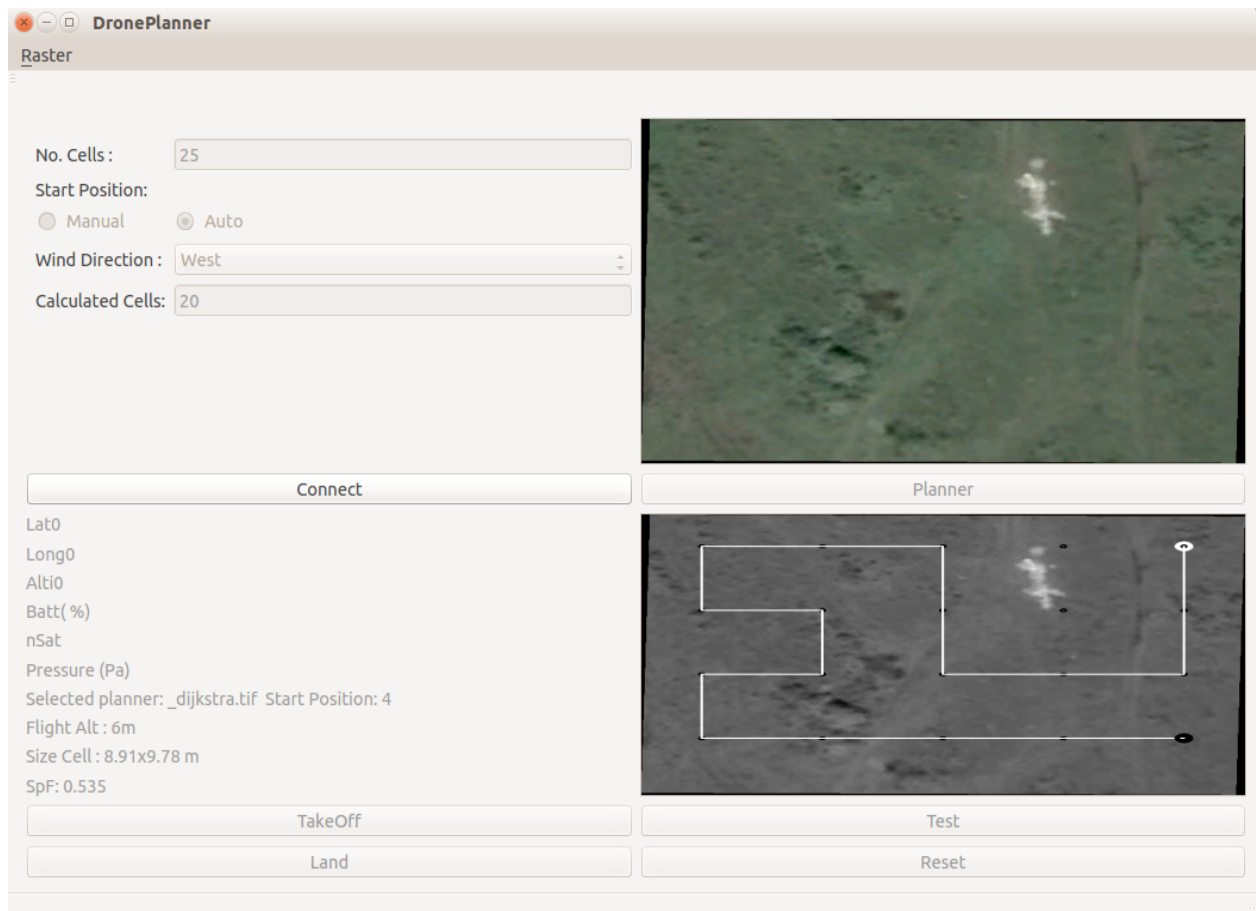 DronePlanner
Raster
No. Cells : 25
Start Position:
Manual Auto
Wind Direction : West
Calculated Cells: 20
Connect
Planner
Lat0
Long0
Alti0
Batt( %)
nSat
Pressure (Pa)
Selected planner: _dijkstra.tif Start Position: 4
Flight Alt : 6m
Size Cell : 8.91x9.78 m
SpF: 0.535
TakeOff
Test
Land
Reset